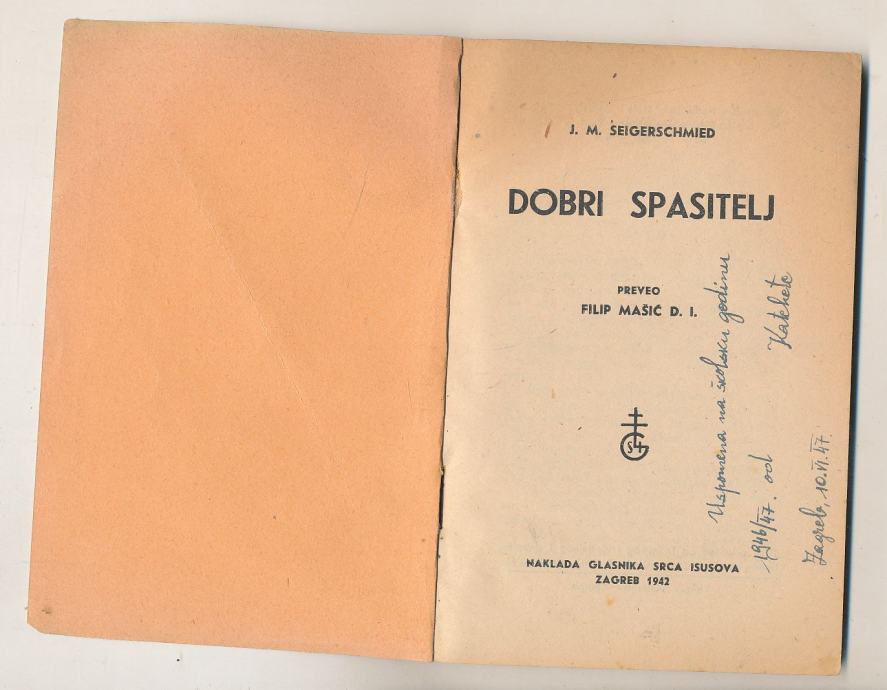 J. M. SEIGERSCHMIED
DOBRI SPASITELJ
PREVEO
FILIP MAŠIĆ D. I.
NAKLADA GLASNIKA SRCA ISUSOVA
ZAGREB 1942
Uspomena na školsku godinu
1946/47. od Katehete
Zagreb, 10.VI.47.